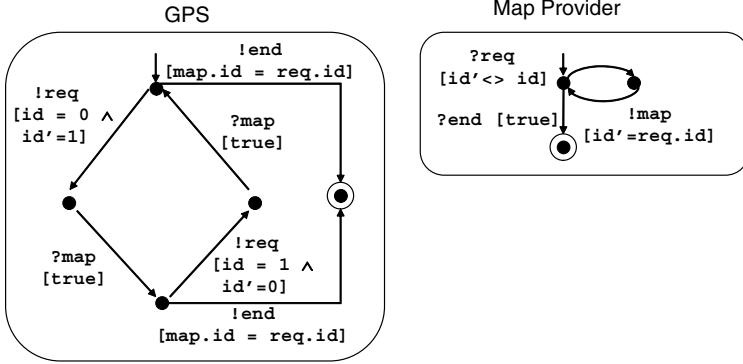 GPS
Map Provider
!end
[map.id = req.id]
!req
[id = 0 ∧
id'=1]
?map
[true]
?map
[true]
!req
[id = 1 ∧
id'=0]
!end
[map.id = req.id]
?req
[id'<> id]
?end [true]
!map
[id'=req.id]